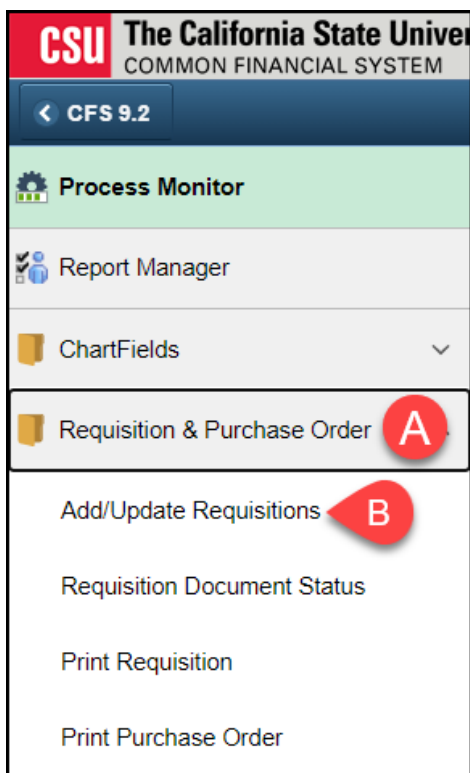 CSU The California State Univer
COMMON FINANCIAL SYSTEM
CFS 9.2
Process Monitor
Report Manager
ChartFields
Requisition & Purchase Order A
Add/Update Requisitions B
Requisition Document Status
Print Requisition
Print Purchase Order